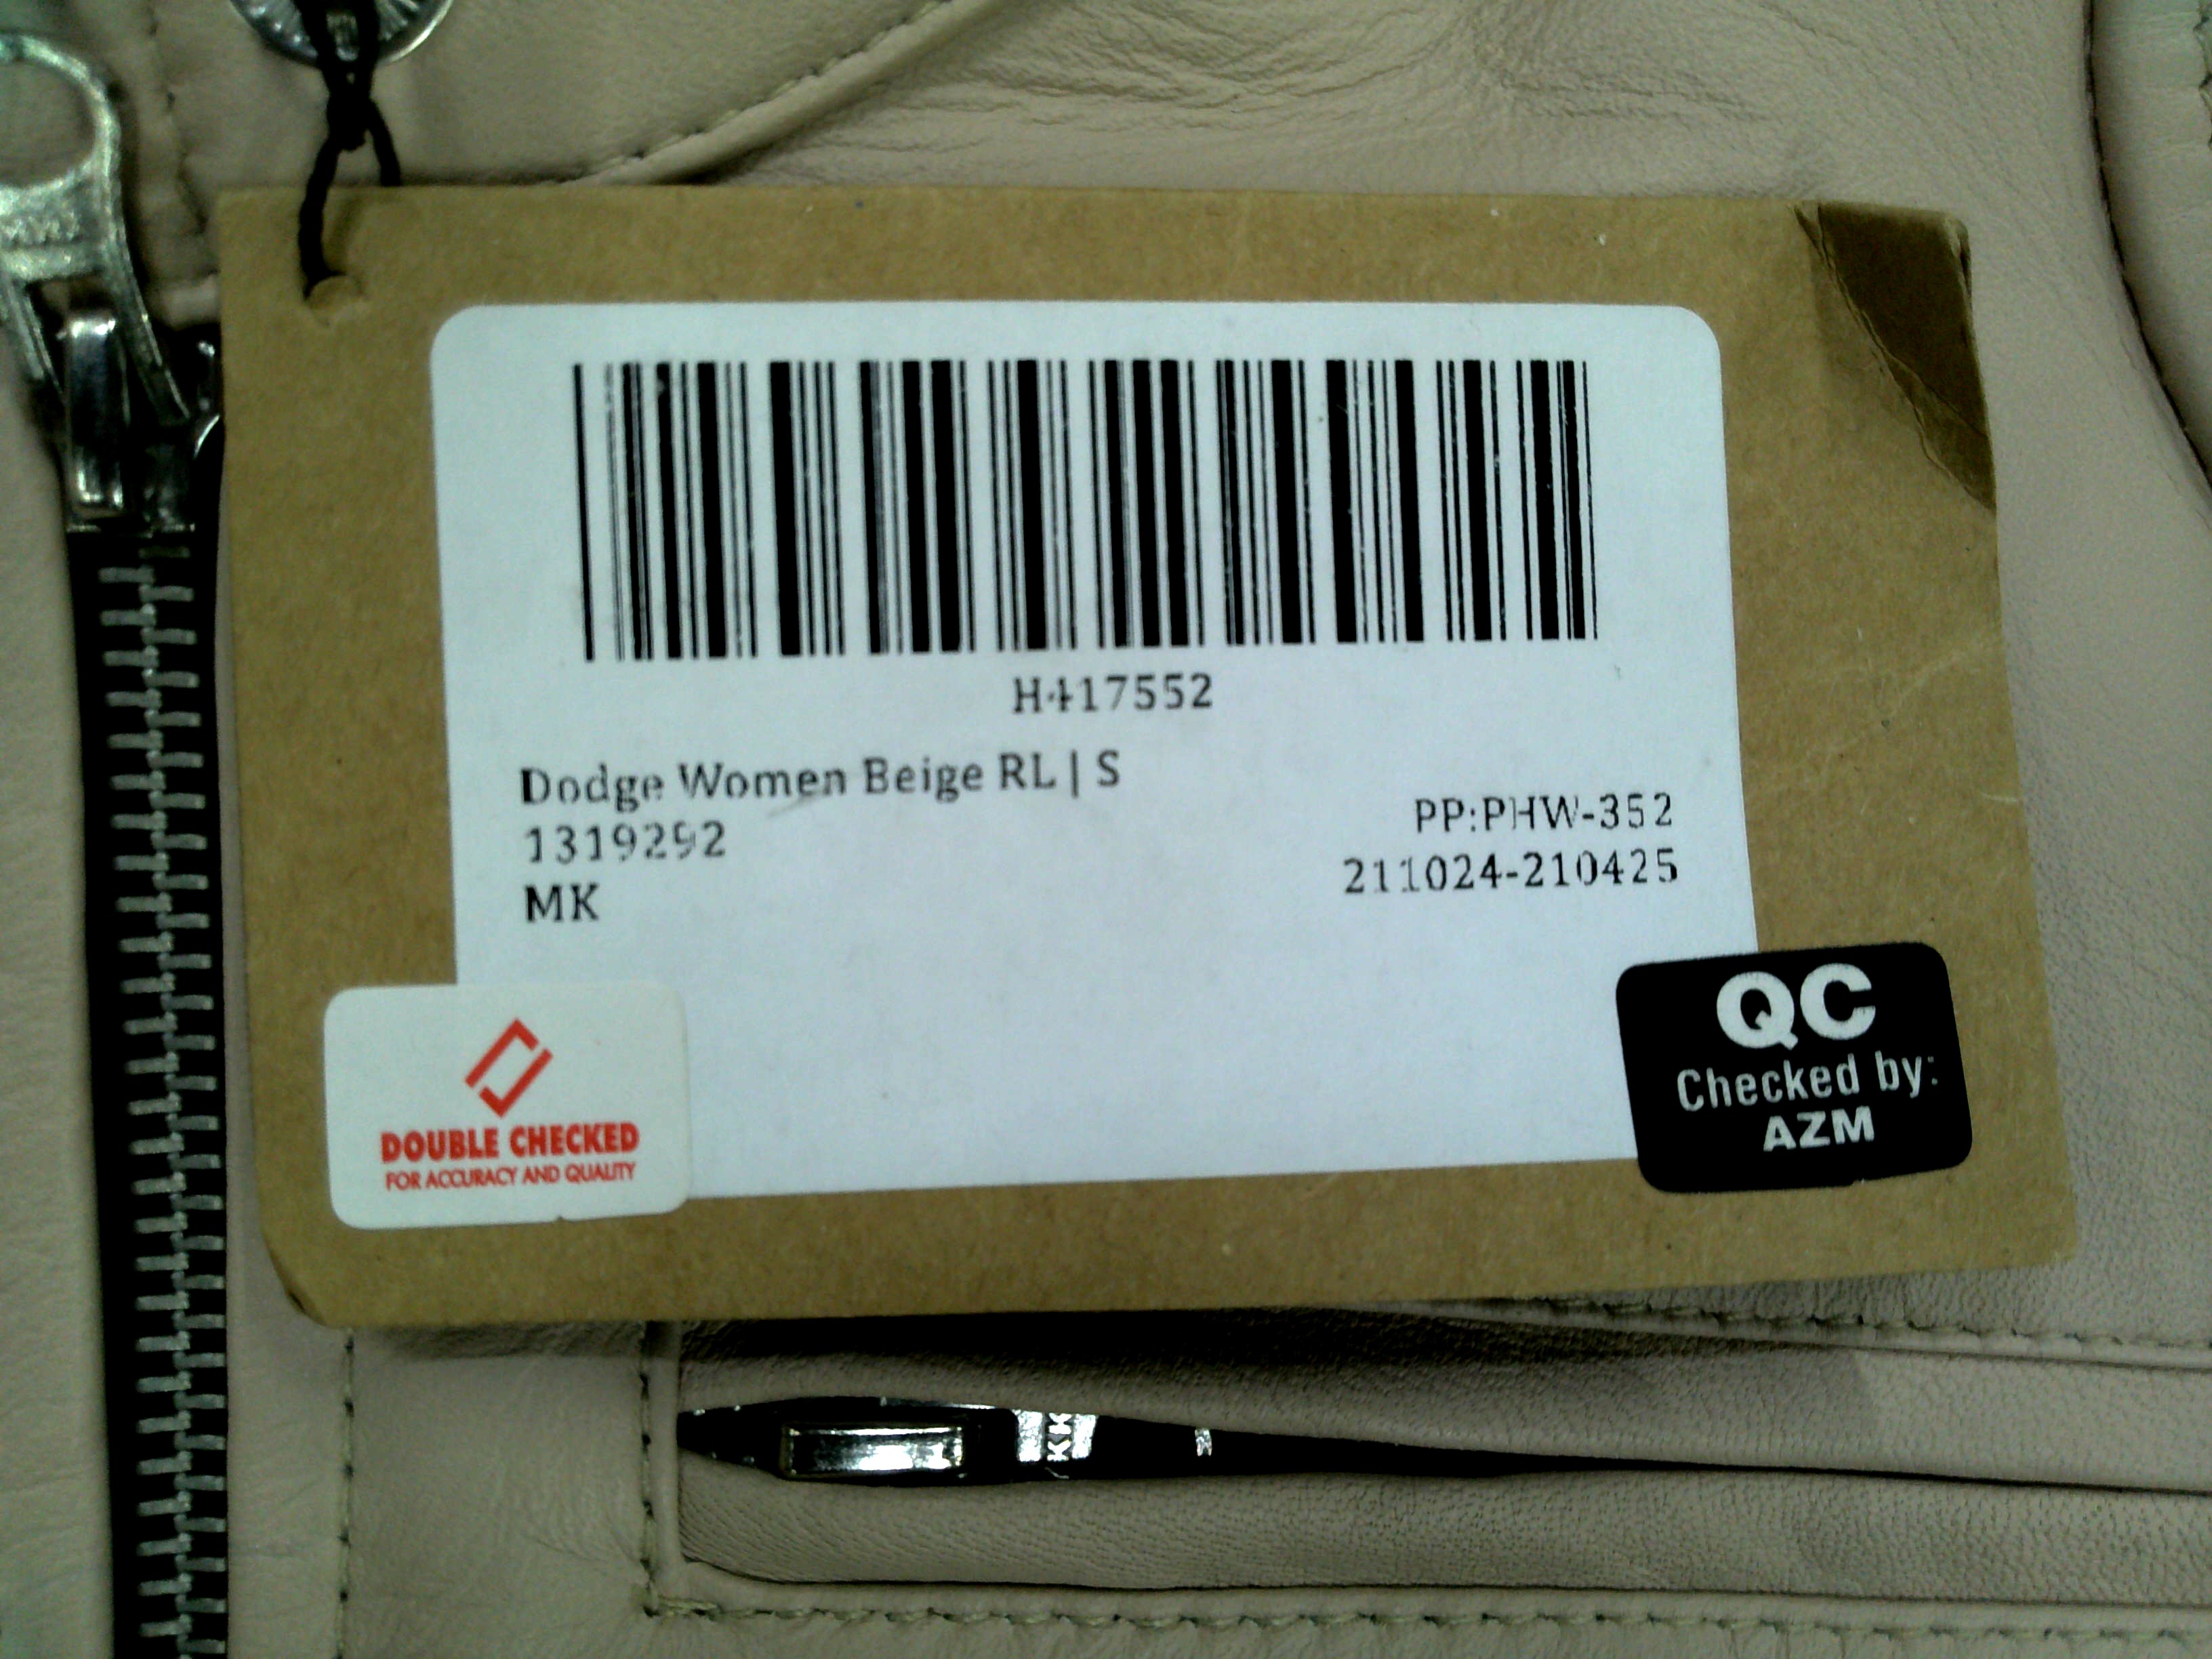 H417552
Dodge Women Beige RL | S
1319292
MK
PP:PHW-352
211024-210425
DOUBLE CHECKED
FOR ACCURACY AND QUALITY
QC
Checked by:
AZM